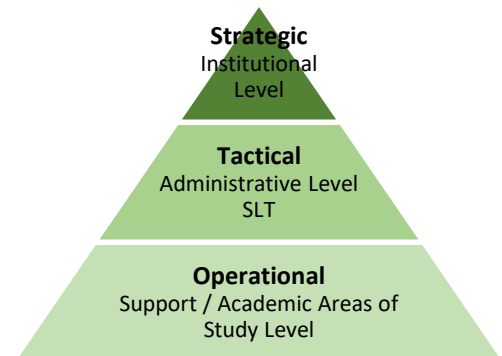 Strategic
Institutional
Level
Tactical
Administrative Level
SLT
Operational
Support / Academic Areas of
Study Level